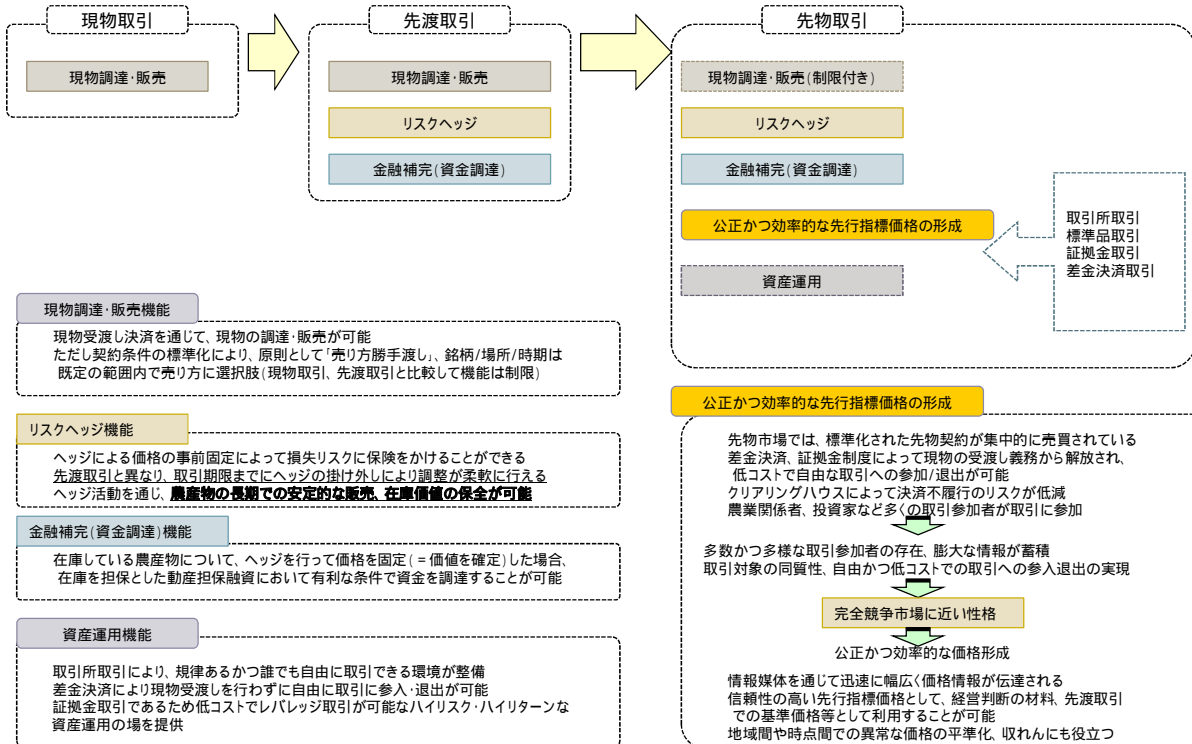 現物取引
現物調達・販売
先渡取引
現物調達・販売
リスクヘッジ
金融補完(資金調達)
先物取引
現物調達・販売(制限付き)
リスクヘッジ
金融補完(資金調達)
公正かつ効率的な先行指標価格の形成
資産運用
取引所取引
標準品取引
証拠金取引
差金決済取引
現物調達・販売機能
現物受渡し決済を通じて、現物の調達・販売が可能
ただし契約条件の標準化により、原則として「売り方勝手渡し」、銘柄/場所/時期は
既定の範囲内で売り方に選択肢(現物取引、先渡取引と比較して機能は制限)
リスクヘッジ機能
ヘッジによる価格の事前固定によって損失リスクに保険をかけることができる
先渡取引と異なり、取引期限までにヘッジの掛け外しにより調整が柔軟に行える
ヘッジ活動を通じ、農産物の長期での安定的な販売、在庫価値の保全が可能
金融補完(資金調達)機能
在庫している農産物について、ヘッジを行って価格を固定(=価値を確定)した場合、
在庫を担保とした動産担保融資において有利な条件で資金を調達することが可能
資産運用機能
取引所取引により、規律あるかつ誰でも自由に取引できる環境が整備
差金決済により現物受渡しを行わずに自由に取引に参入・退出が可能
証拠金取引であるため低コストでレバレッジ取引が可能なハイリスク・ハイリターンな
資産運用の場を提供
公正かつ効率的な先行指標価格の形成
先物市場では、標準化された先物契約が集中的に売買されている
差金決済、証拠金制度によって現物の受渡し義務から解放され、
低コストで自由な取引への参加/退出が可能
クリアリングハウスによって決済不履行のリスクが低減
農業関係者、投資家など多くの取引参加者が取引に参加
多数かつ多様な取引参加者の存在、膨大な情報が蓄積
取引対象の同質性、自由かつ低コストでの取引への参入退出の実現
完全競争市場に近い性格
公正かつ効率的な価格形成
情報媒体を通じて迅速に幅広く価格情報が伝達される
信頼性の高い先行指標価格として、経営判断の材料、先渡取引
での基準価格等として利用することが可能
地域間や時点間での異常な価格の平準化、収れんにも役立つ